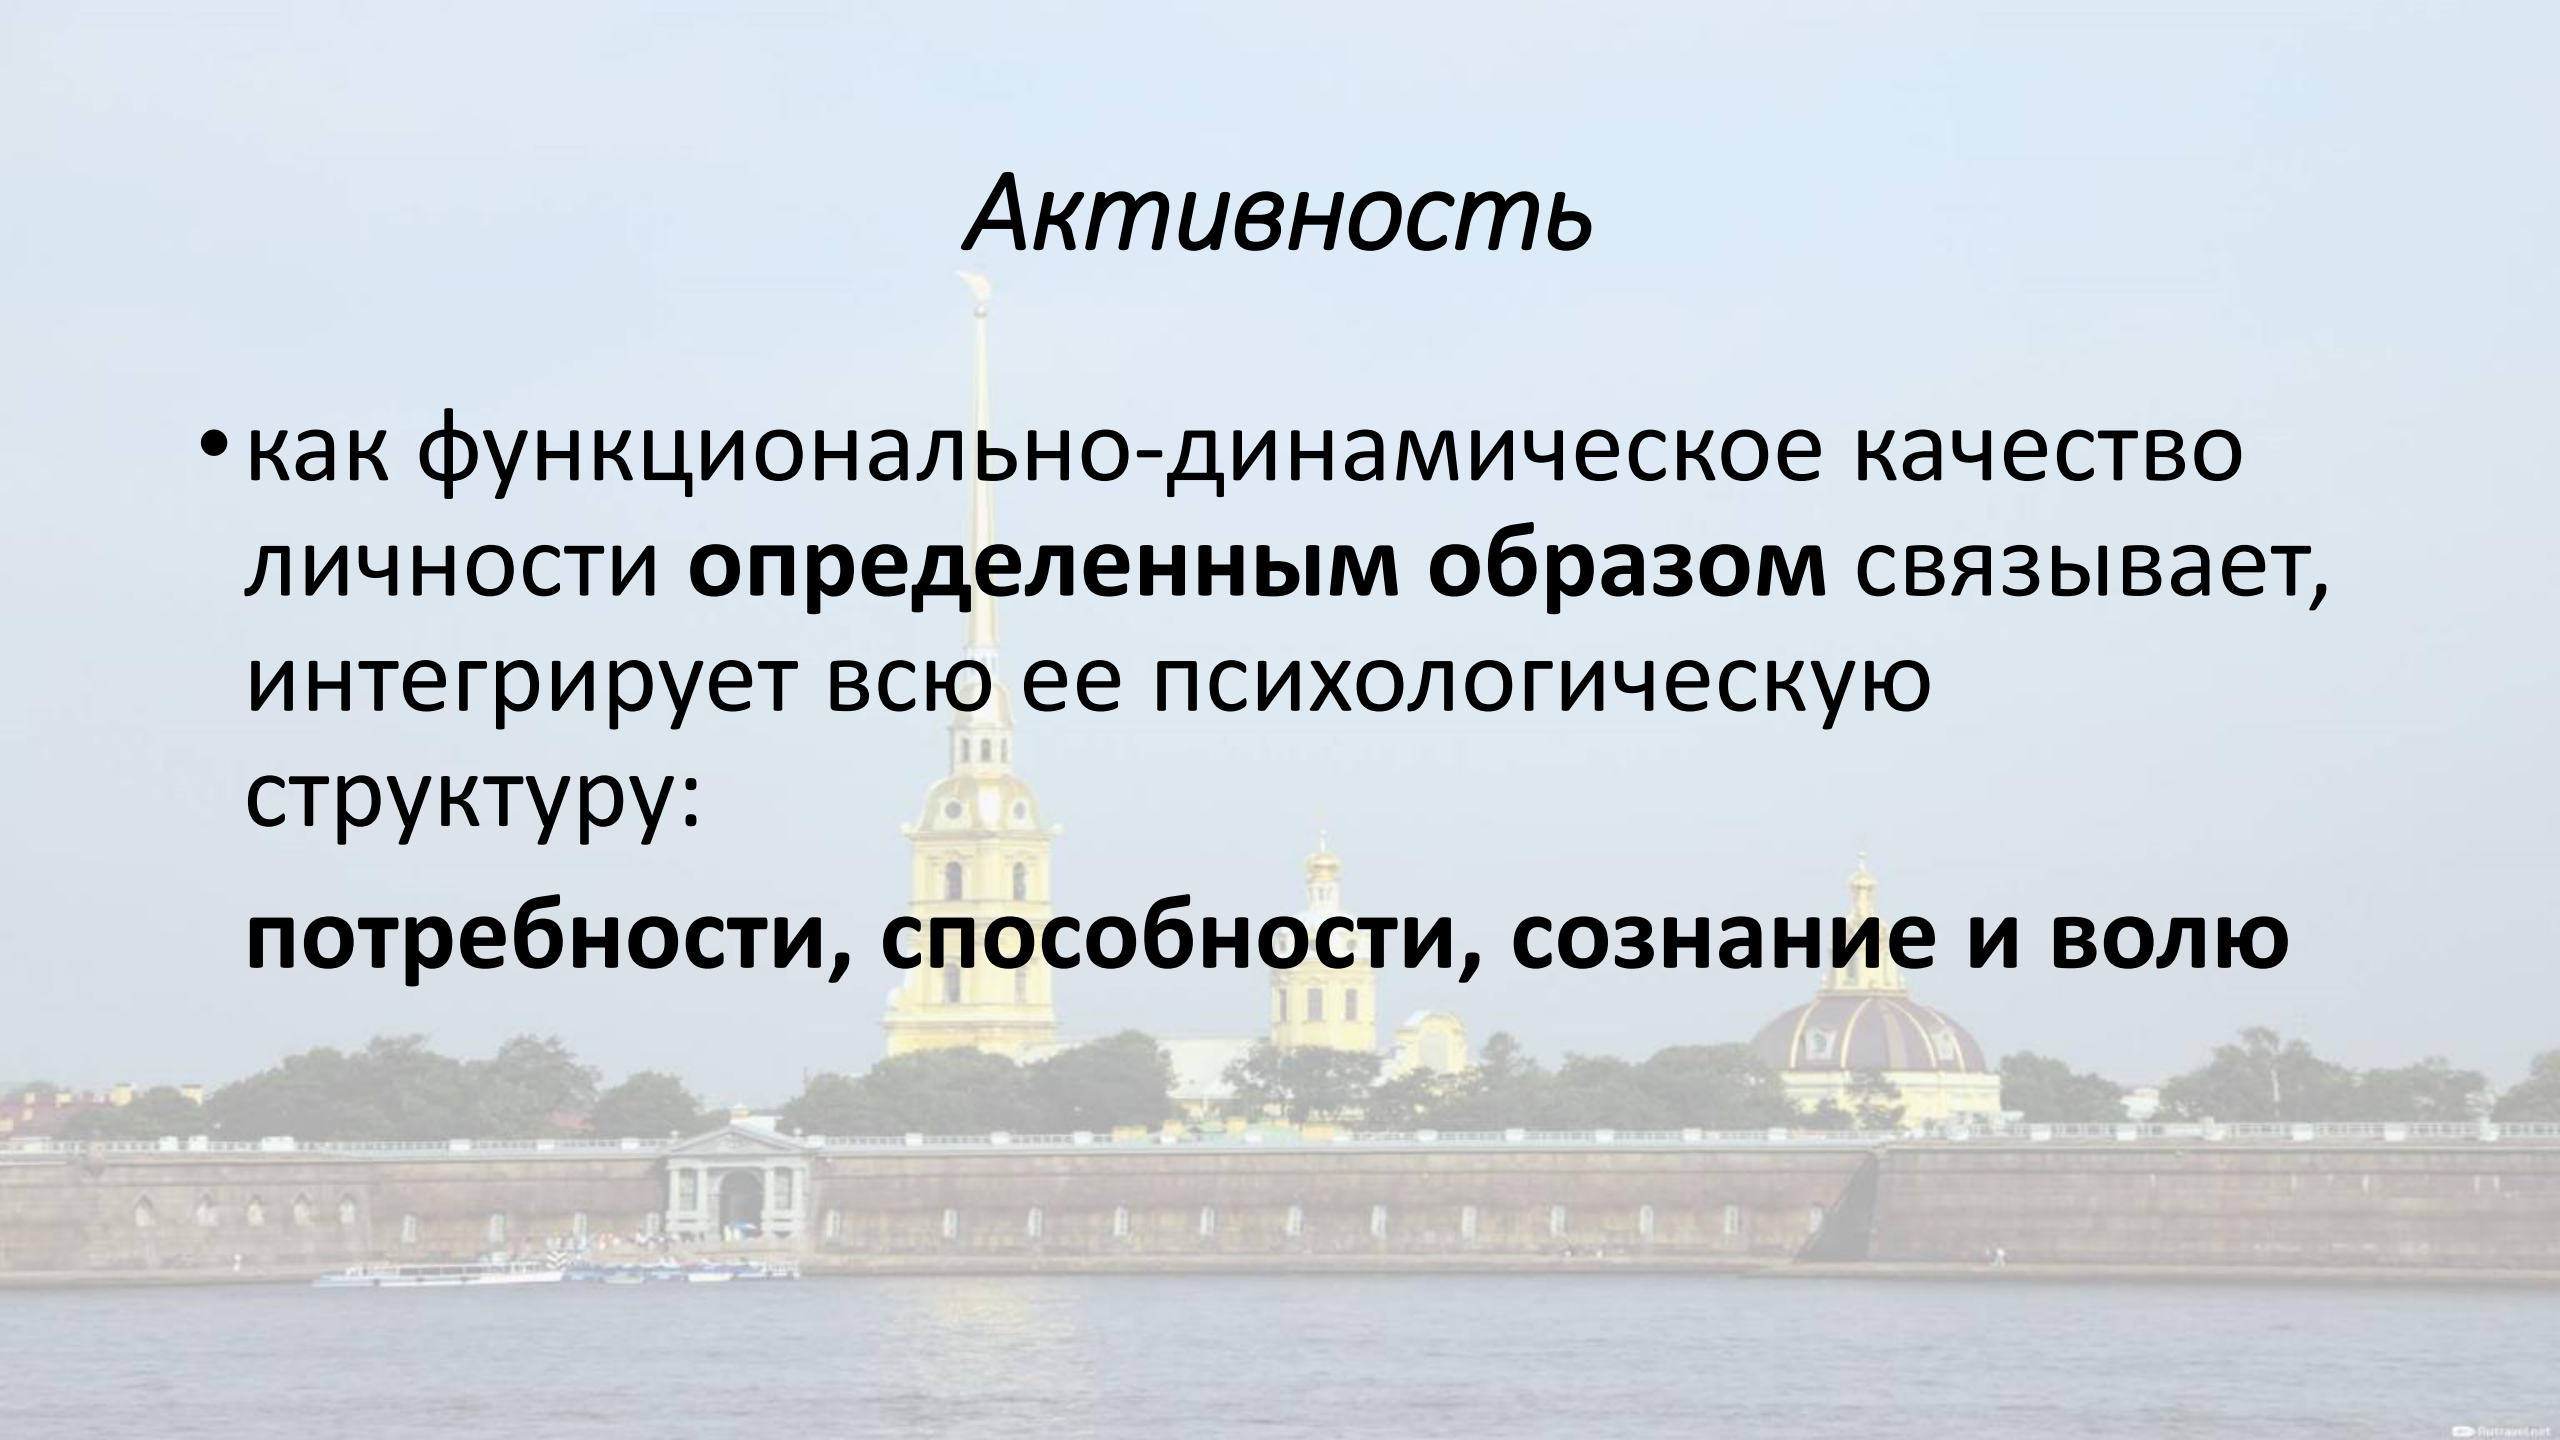 Активность
• как функционально-динамическое качество
личности определенным образом связывает,
интегрирует всю ее психологическую
структуру:
потребности, способности, сознание и волю